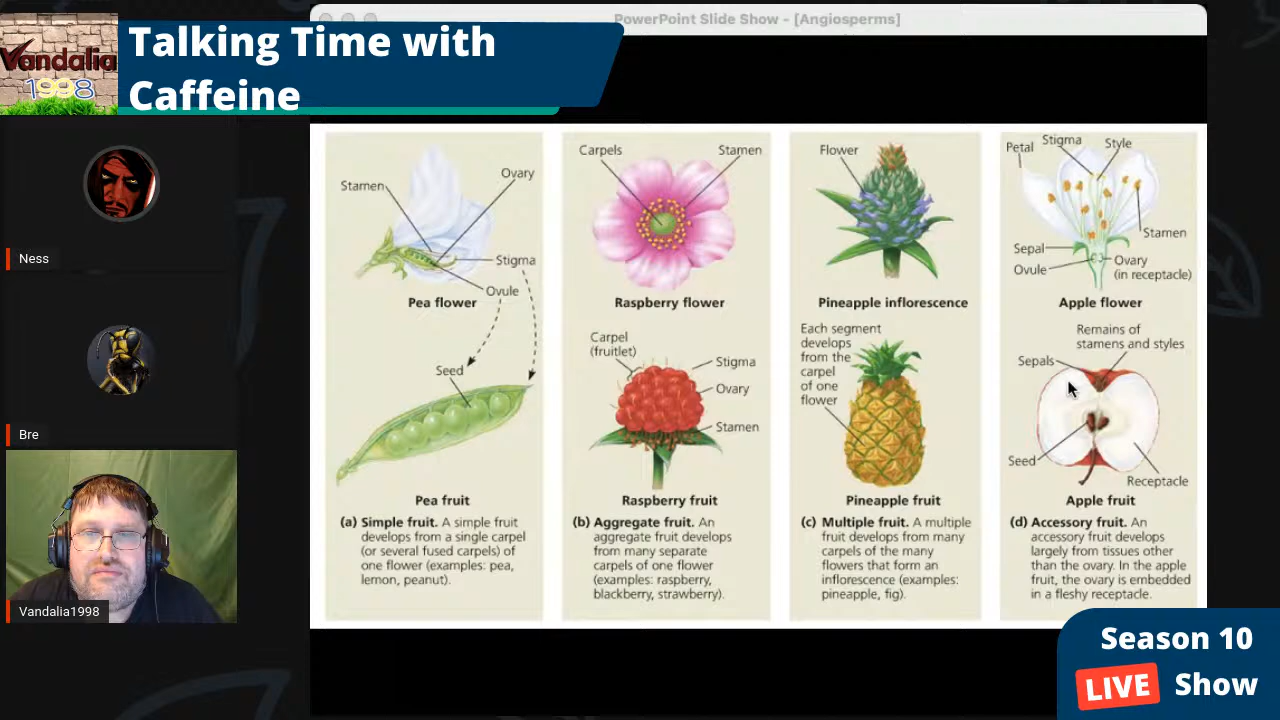 PowerPoint Slide Show - [Angiosperms]
Vandalia
1998
Talking Time with
Caffeine
Ness
Bre
Vandalia1998
Stamen
Ovary
Stigma
Ovule
Pea flower
Seed
Pea fruit
(a) Simple fruit. A simple fruit
develops from a single carpel
(or several fused carpels) of
one flower (examples: pea,
lemon, peanut).
Carpels
Stamen
Raspberry flower
Carpel
(fruitlet)
Stigma
Ovary
Stamen
Raspberry fruit
(b) Aggregate fruit. An
aggregate fruit develops
from many separate
carpels of one flower
(examples: raspberry,
blackberry, strawberry).
Flower
Pineapple inflorescence
Each segment
develops
from the
carpel
of one
flower
Pineapple fruit
(c) Multiple fruit. A multiple
fruit develops from many
carpels of the many
flowers that form an
inflorescence (examples:
pineapple, fig).
Petal
Stigma
Style
Stamen
Sepal
Ovule
Ovary
(in receptacle)
Apple flower
Remains of
stamens and styles
Sepals
Seed
Receptacle
Apple fruit
(d) Accessory fruit. An
accessory fruit develops
largely from tissues other
than the ovary. In the apple
fruit, the ovary is embedded
in a fleshy receptacle.
Season 10
LIVE Show